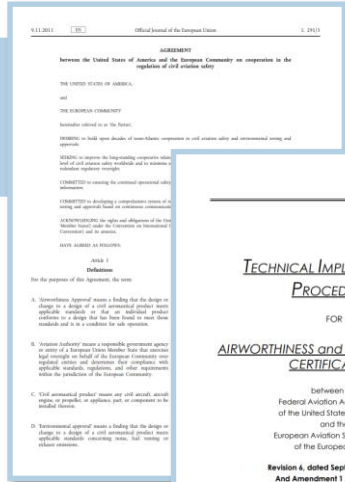 9.11.2011
EN
Official Journal of the European Union
L 291/3
AGREEMENT
between the United States of America and the European Community on cooperation in the
regulation of civil aviation safety
THE UNITED STATES OF AMERICA,
and
THE EUROPEAN COMMUNITY
hereinafter referred to as 'the Parties',
DESIRING to build upon decades of trans-Atlantic cooperation in civil aviation safety and environmental testing and
approvals;
SEEKING to improve the long-standing cooperative relat
level of civil aviation safety worldwide and to minimise
redundant regulatory oversight;
COMMITTED to ensuring the continued operational safety
information;
COMMITTED to developing a comprehensive system of
testing and approvals based on continuous communicati
ACKNOWLEDGING the rights and obligations of the
Member States) under the Convention on International
Convention) and its annexes,
HAVE AGREED AS FOLLOWS:
Article 1
Definitions
For the purposes of this Agreement, the term:
A. 'Airworthiness Approval' means a finding that the design or
change to a design of a civil aeronautical product meets
applicable standards or that an individual product
conforms to a design that has been found to meet those
standards and is in a condition for safe operation.
B. 'Aviation Authority' means a responsible government agency
or entity of a European Union Member State that exercises
legal oversight on behalf of the European Community over
regulated entities and determines their compliance with
applicable standards, regulations, and other requirements
within the jurisdiction of the European Community.
C. 'Civil aeronautical product' means any civil aircraft, aircraft
engine, or propeller, or appliance, part, or component to be
installed thereon.
D. 'Environmental approval' means a finding that the design or
change to a design of a civil aeronautical product meets
applicable standards concerning noise, fuel venting or
exhaust emissions.
TECHNICAL IMPL
PROCED
FOR
AIRWORTHINESS and
CERTIFICA
between
Federal Aviation A
of the United State
and the
European Aviation S
of the Europea
Revision 6, dated Sept
And Amendment 1